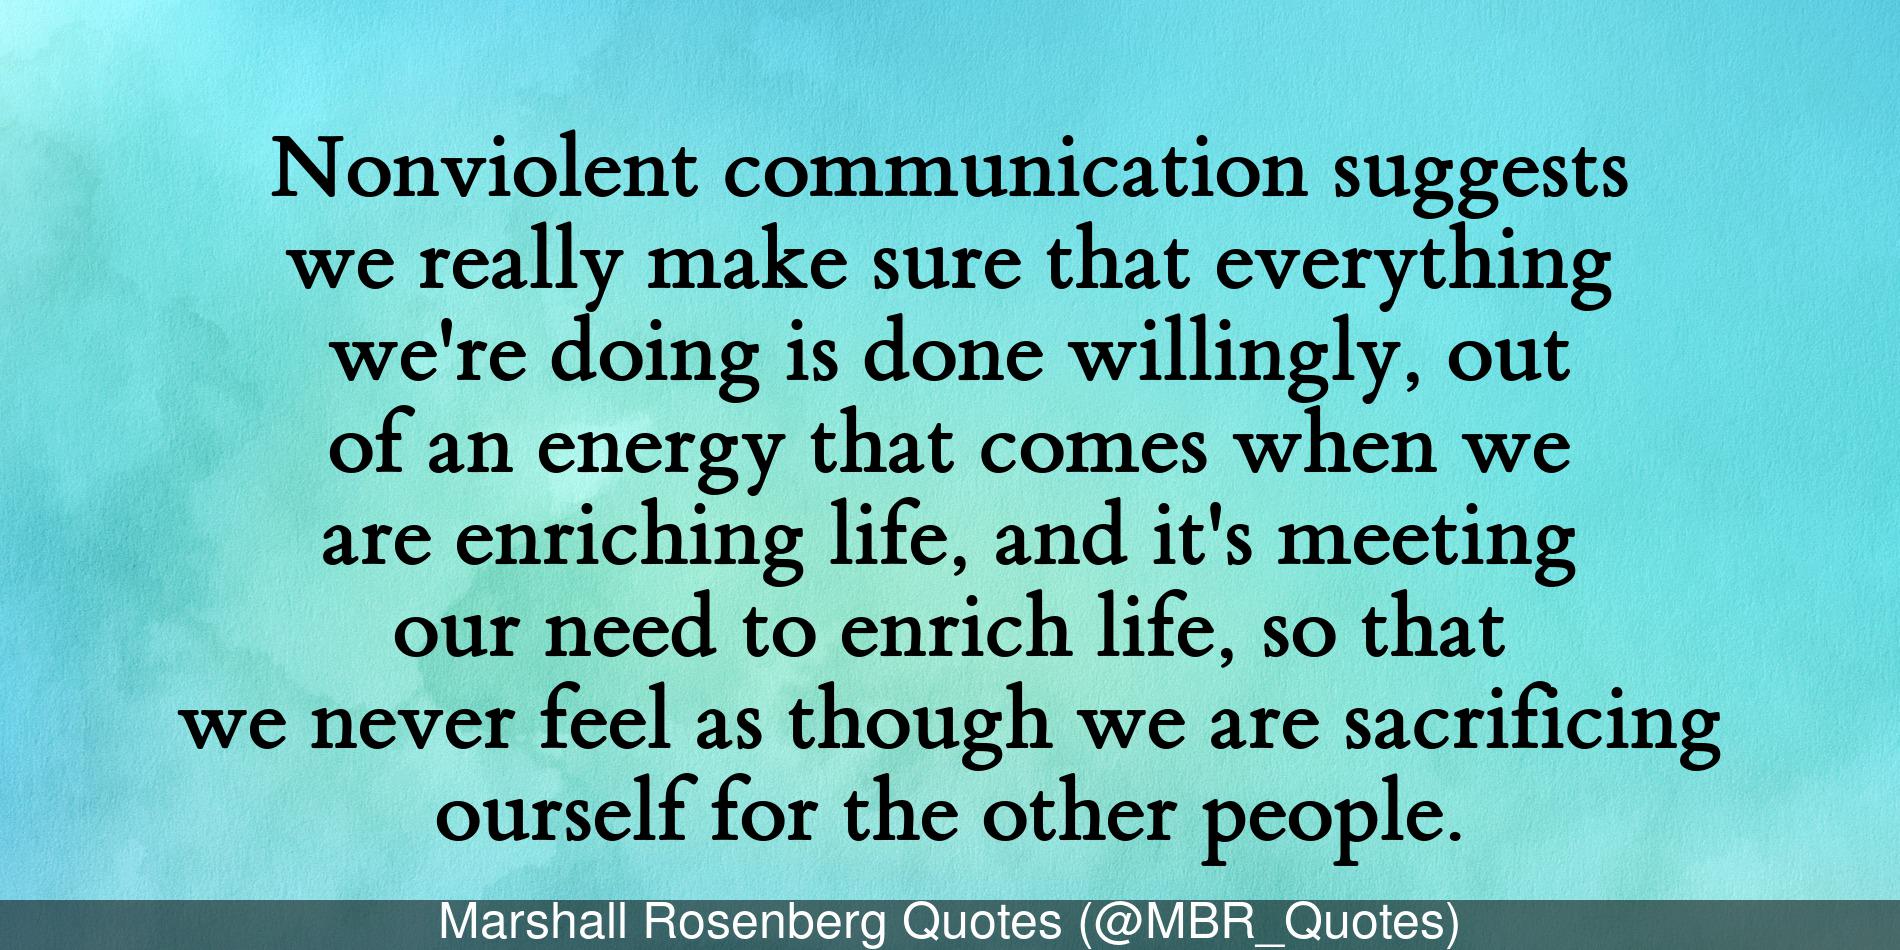 Nonviolent communication suggests
we really make sure that everything
we're doing is done willingly, out
of an energy that comes when we
are enriching life, and it's meeting
our need to enrich life, so that
we never feel as though we are sacrificing
ourself for the other people.
Marshall Rosenberg Quotes (@MBR_Quotes)